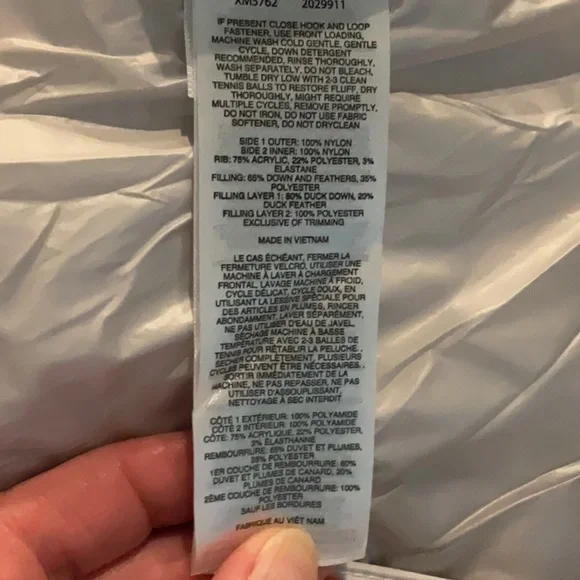 XM5762 2029911
IF PRESENT CLOSE HOOK AND LOOP
FASTENER, USE FRONT LOADING,
MACHINE WASH COLD GENTLE, GENTLE
CYCLE, DOWN DETERGENT
RECOMMENDED, RINSE THOROUGHLY,
WASH SEPARATELY, DO NOT BLEACH,
TUMBLE DRY LOW WITH 2-3 CLEAN
TENNIS BALLS TO RESTORE FLUFF, DRY
THOROUGHLY, MIGHT REQUIRE
MULTIPLE CYCLES, REMOVE PROMPTLY,
DO NOT IRON, DO NOT USE FABRIC
SOFTENER, DO NOT DRYCLEAN
SIDE 1 OUTER: 100% NYLON
SIDE 2 INNER: 100% NYLON
RIB: 75% ACRYLIC, 22% POLYESTER, 3%
ELASTANE
FILLING: 65% DOWN AND FEATHERS, 35%
POLYESTER
FILLING LAYER 1: 80% DUCK DOWN, 20%
DUCK FEATHER
FILLING LAYER 2: 100% POLYESTER
EXCLUSIVE OF TRIMMING
MADE IN VIETNAM
LE CAS ÉCHÉANT, FERMER LA
FERMETURE VELCRO, UTILISER UNE
MACHINE À LAVER À CHARGEMENT
FRONTAL, LAVAGE MACHINE À FROID,
CYCLE DÉLICAT, CYCLE DOUX, EN
UTILISANT LA LESSIVE SPÉCIALE POUR
DES ARTICLES EN PLUMES, RINCER
ABONDAMMENT, LAVER SÉPARÉMENT,
NE PAS UTILISER D'EAU DE JAVEL,
SÉCHAGE MACHINE À BASSE
TEMPÉRATURE AVEC 2-3 BALLES DE
TENNIS POUR RÉTABLIR LA PELUCHE,
SÉCHER COMPLÈTEMENT, PLUSIEURS
CYCLES PEUVENT ÊTRE NÉCESSAIRES,
SORTIR IMMÉDIATEMENT DE LA
MACHINE, NE PAS REPASSER, NE PAS
UTILISER D'ASSOUPLISSANT,
NETTOYAGE À SEC INTERDIT
CÔTE 1 EXTÉRIEUR: 100% POLYAMIDE
CÔTE 2 INTÉRIEUR: 100% POLYAMIDE
CÔTE: 75% ACRYLIQUE, 22% POLYESTER,
3% ÉLASTHANNE
REMBOURRURE: 65% DUVET ET PLUMES,
35% POLYESTER
1ER COUCHE DE REMBOURRURE: 80%
DUVET ET PLUMES DE CANARD, 20%
PLUMES DE CANARD
2ÈME COUCHE DE REMBOURRURE: 100%
POLYESTER
SAUF LES BORDURES
FABRIQUÉ AU VIÊT NAM